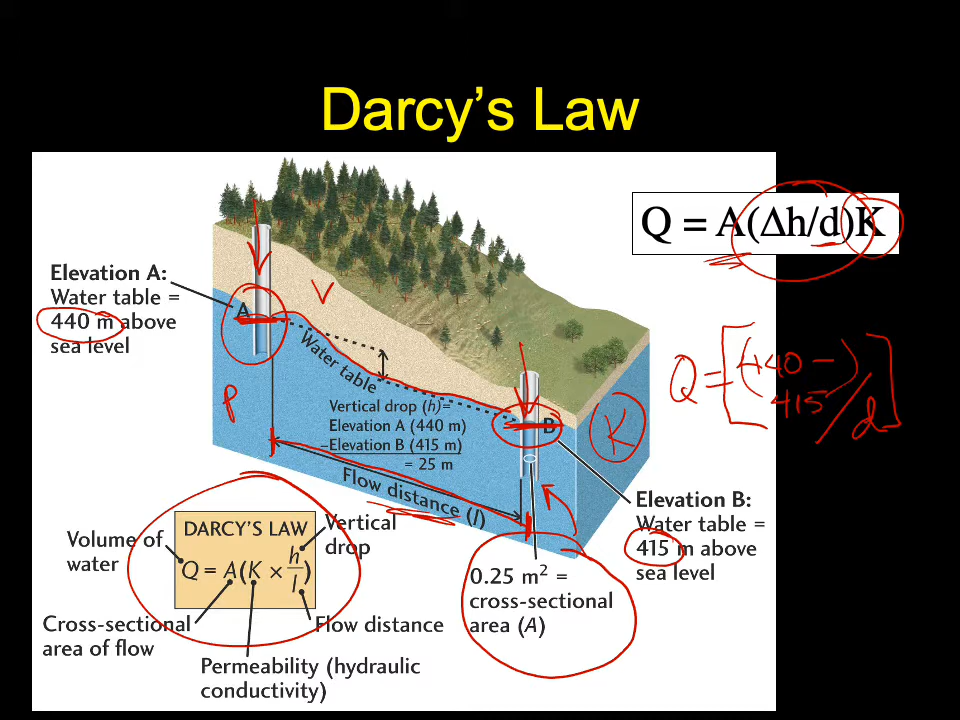 Darcy's Law
Q = A(Δh/d)K
Elevation A:
Water table =
440 m above
sea level
A
V
Water table
Vertical drop (h)=
Elevation A (440 m)
–Elevation B (415 m)
= 25 m
B
K
P
Flow distance (l)
Q = [(440 –
415)/d]
Elevation B:
Water table =
415 m above
sea level
0.25 m² =
cross-sectional
area (A)
DARCY'S LAW
Q = A(K × h/l)
Volume of
water
Vertical
drop
Cross-sectional
area of flow
Flow distance
Permeability (hydraulic
conductivity)